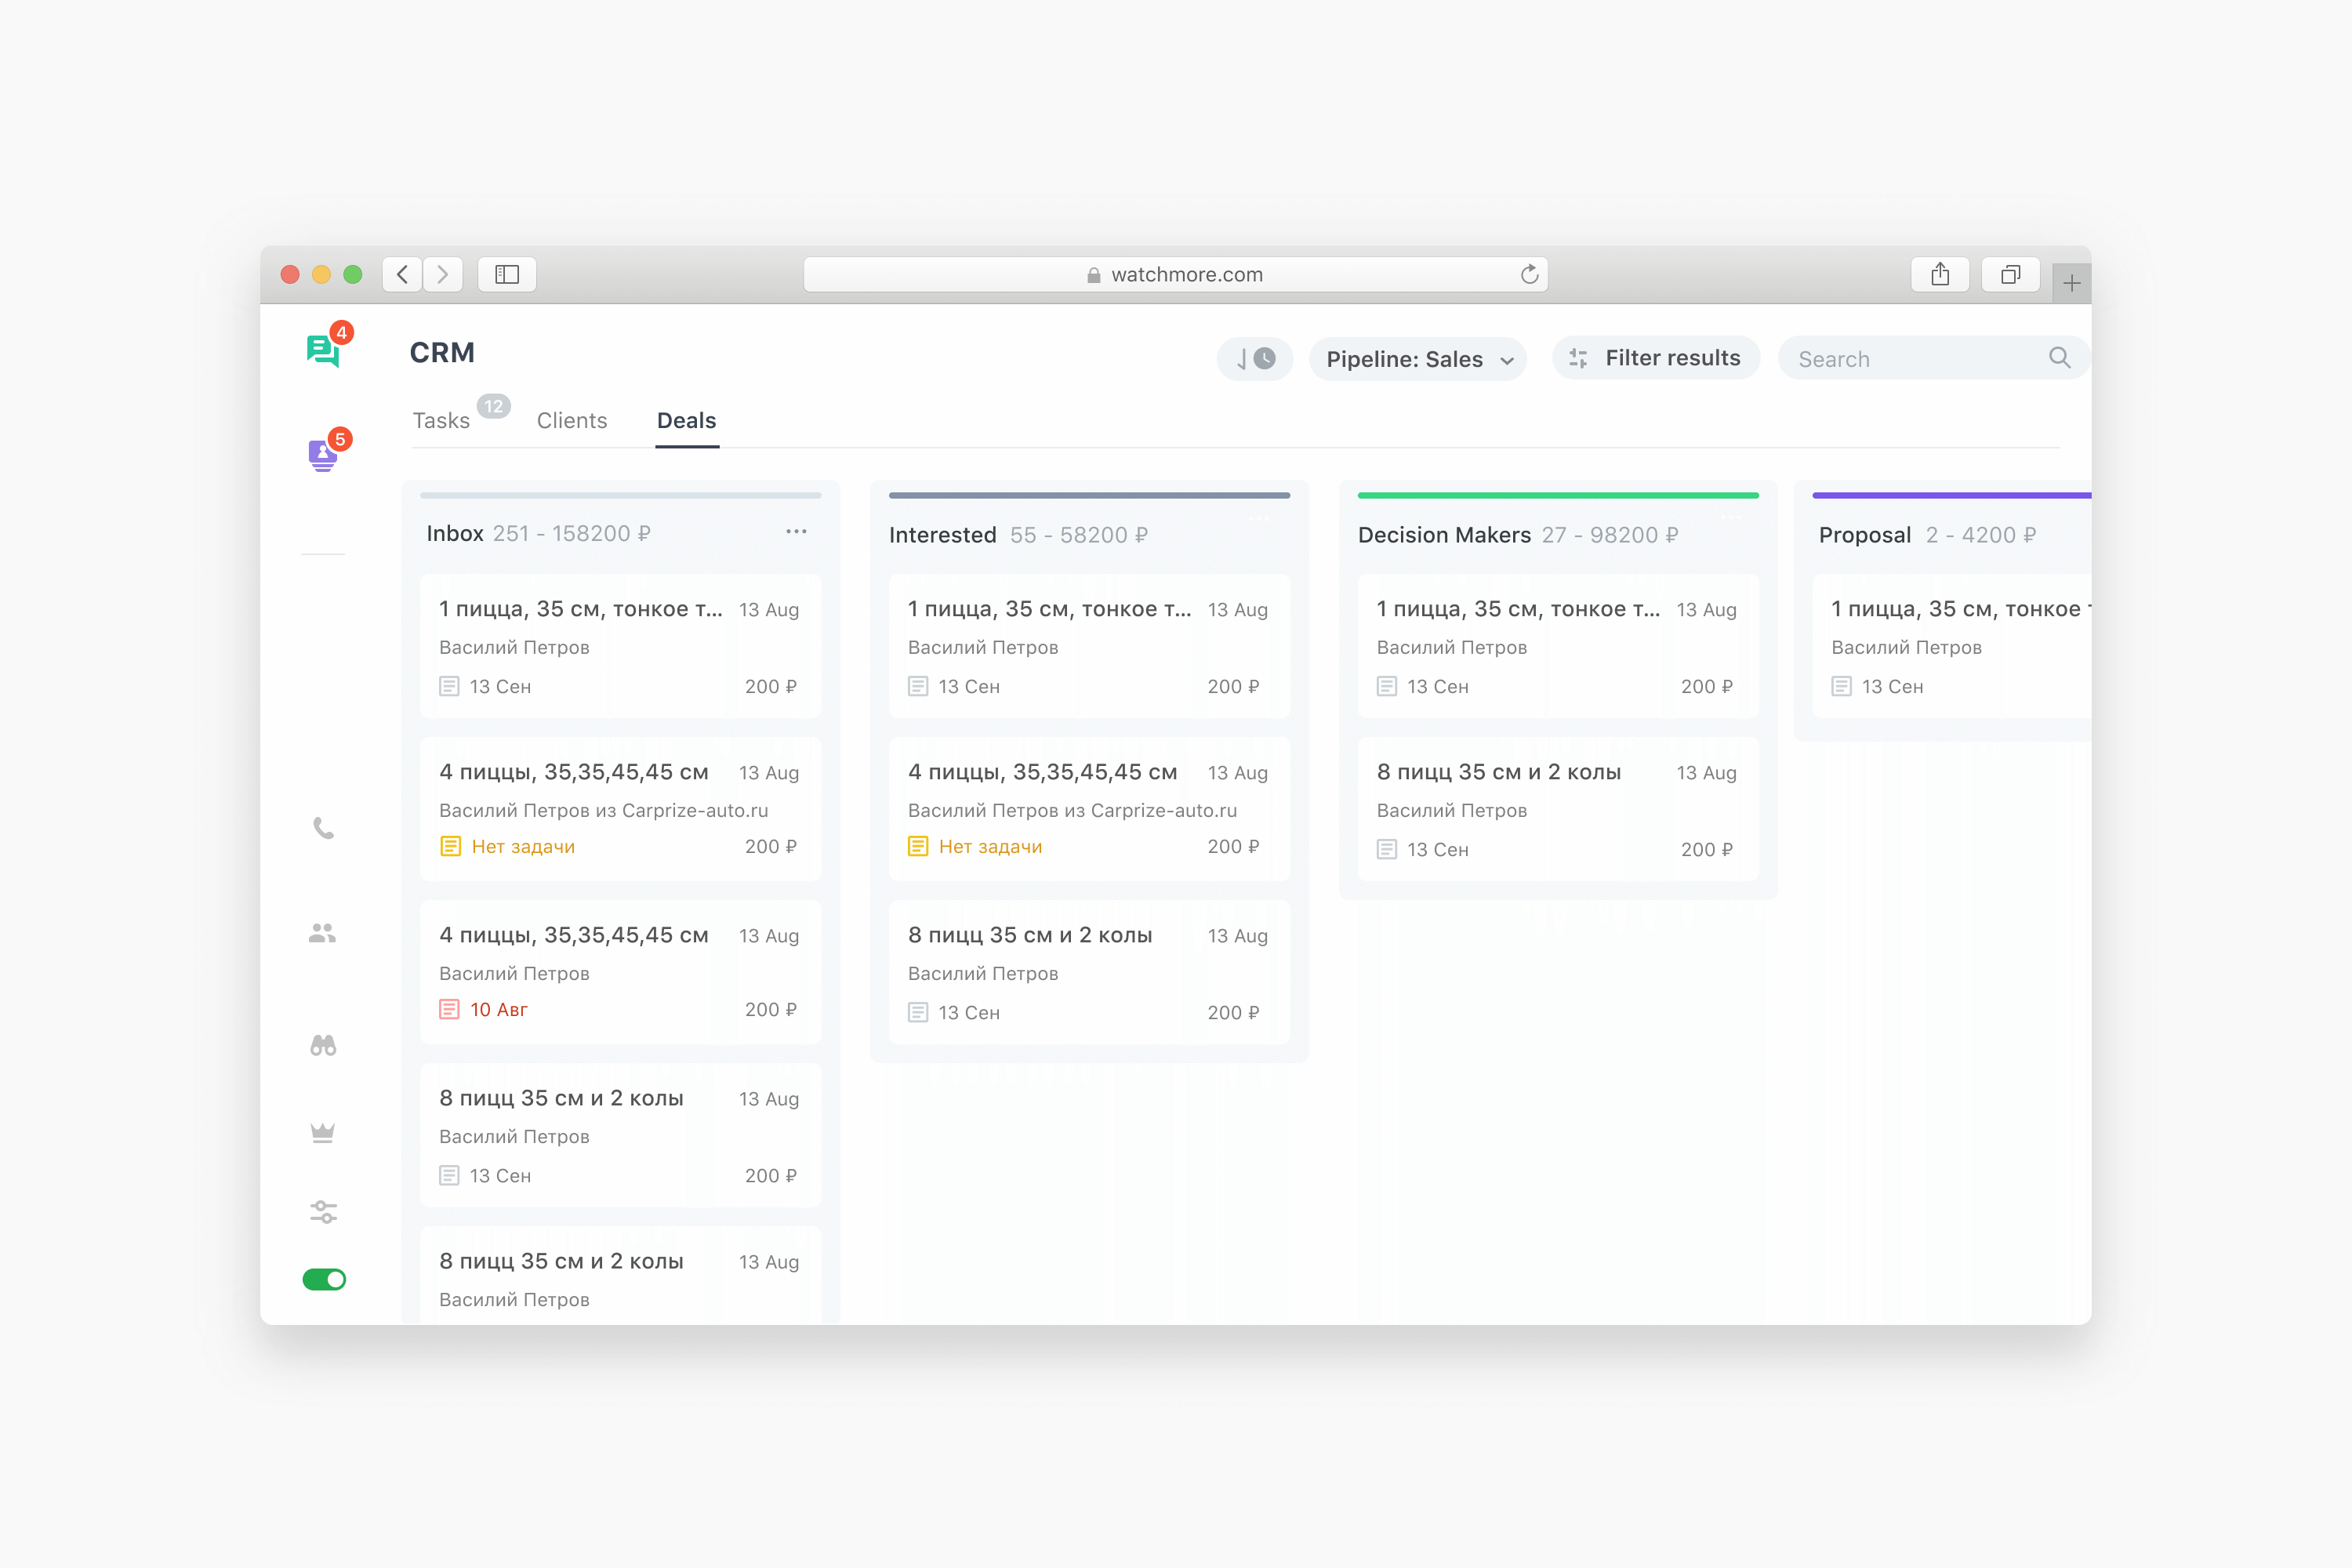 watchmore.com
4
CRM
Pipeline: Sales
Filter results
Search
Tasks 12
Clients
Deals
5
Inbox 251 - 158200 ₽
1 пицца, 35 см, тонкое т... 13 Aug
Василий Петров
13 Сен 200 ₽
4 пиццы, 35,35,45,45 см 13 Aug
Василий Петров из Carprize-auto.ru
Нет задачи 200 ₽
4 пиццы, 35,35,45,45 см 13 Aug
Василий Петров
10 Авг 200 ₽
8 пицц 35 см и 2 колы 13 Aug
Василий Петров
13 Сен 200 ₽
8 пицц 35 см и 2 колы 13 Aug
Василий Петров
Interested 55 - 58200 ₽
1 пицца, 35 см, тонкое т... 13 Aug
Василий Петров
13 Сен 200 ₽
4 пиццы, 35,35,45,45 см 13 Aug
Василий Петров из Carprize-auto.ru
Нет задачи 200 ₽
8 пицц 35 см и 2 колы 13 Aug
Василий Петров
13 Сен 200 ₽
Decision Makers 27 - 98200 ₽
1 пицца, 35 см, тонкое т... 13 Aug
Василий Петров
13 Сен 200 ₽
8 пицц 35 см и 2 колы 13 Aug
Василий Петров
13 Сен 200 ₽
Proposal 2 - 4200 ₽
1 пицца, 35 см, тонкое
Василий Петров
13 Сен